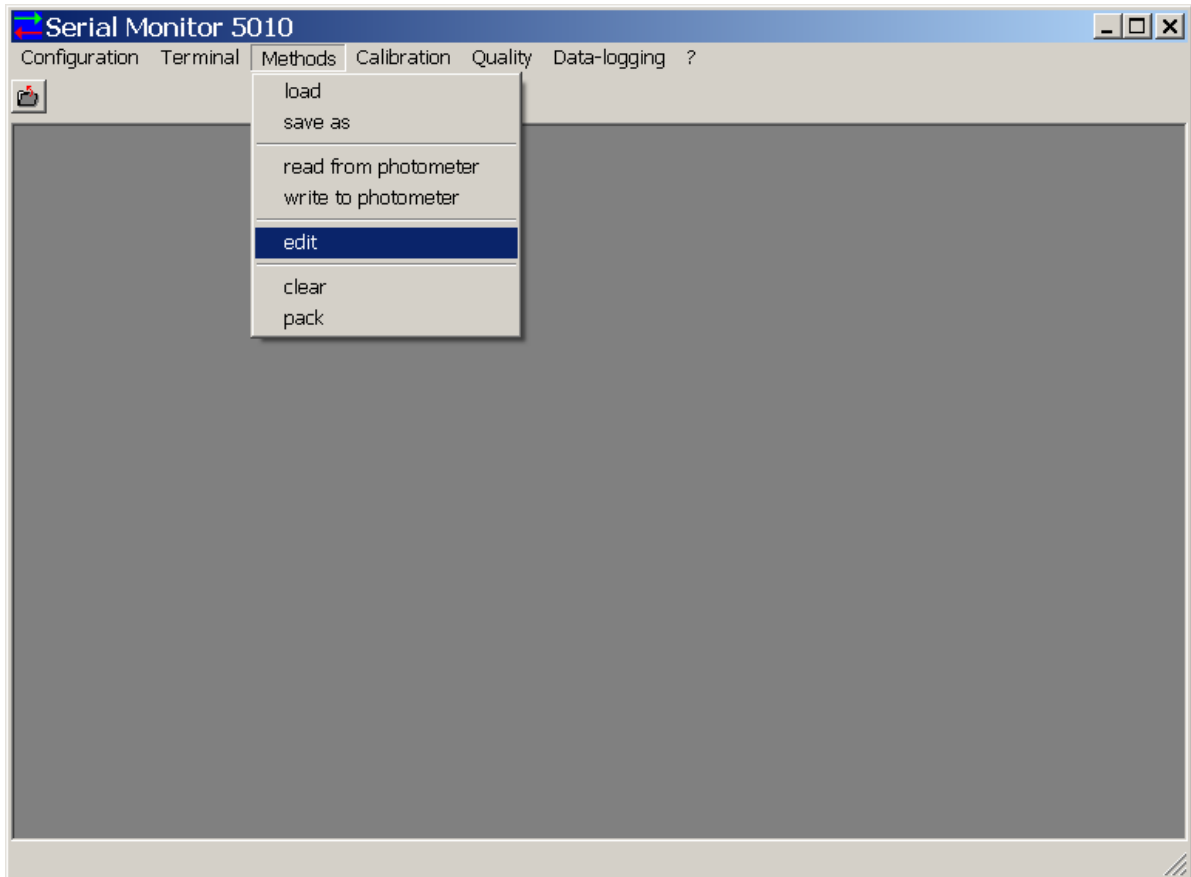 Serial Monitor 5010
Configuration Terminal Methods Calibration Quality Data-logging ?
load
save as
read from photometer
write to photometer
edit
clear
pack